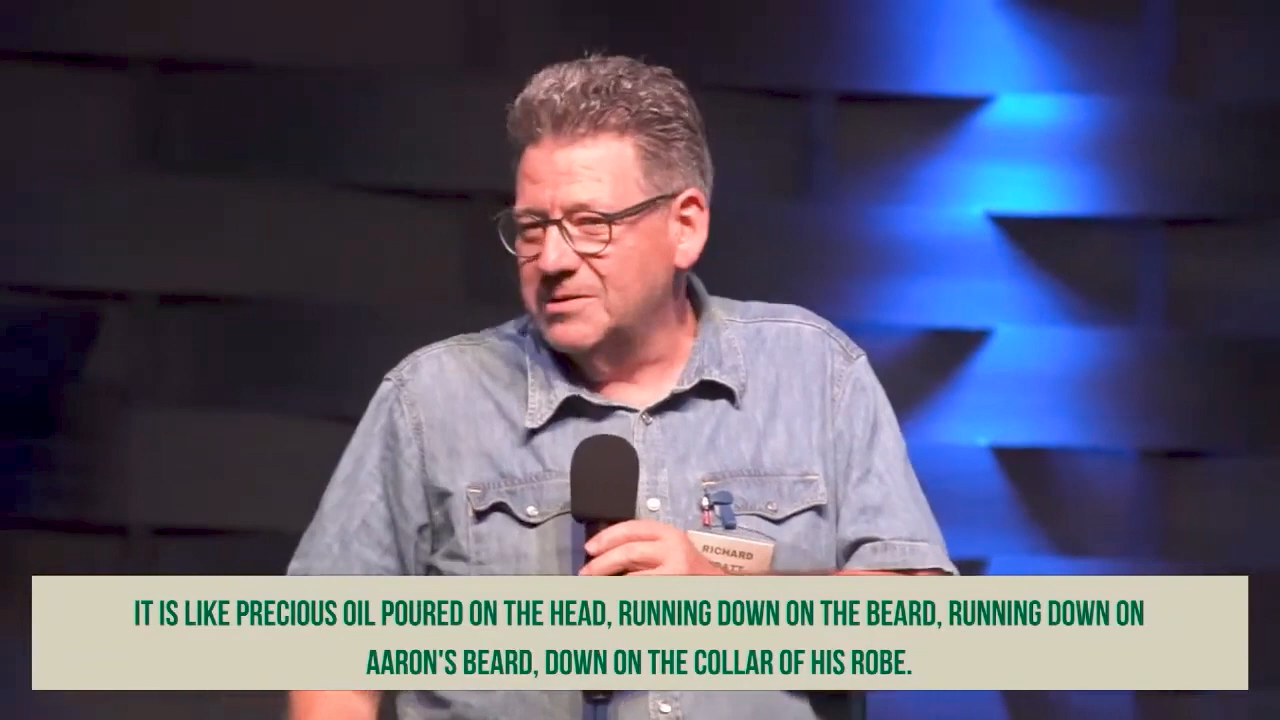 RICHARD
IT IS LIKE PRECIOUS OIL POURED ON THE HEAD, RUNNING DOWN ON THE BEARD, RUNNING DOWN ON
AARON'S BEARD, DOWN ON THE COLLAR OF HIS ROBE.